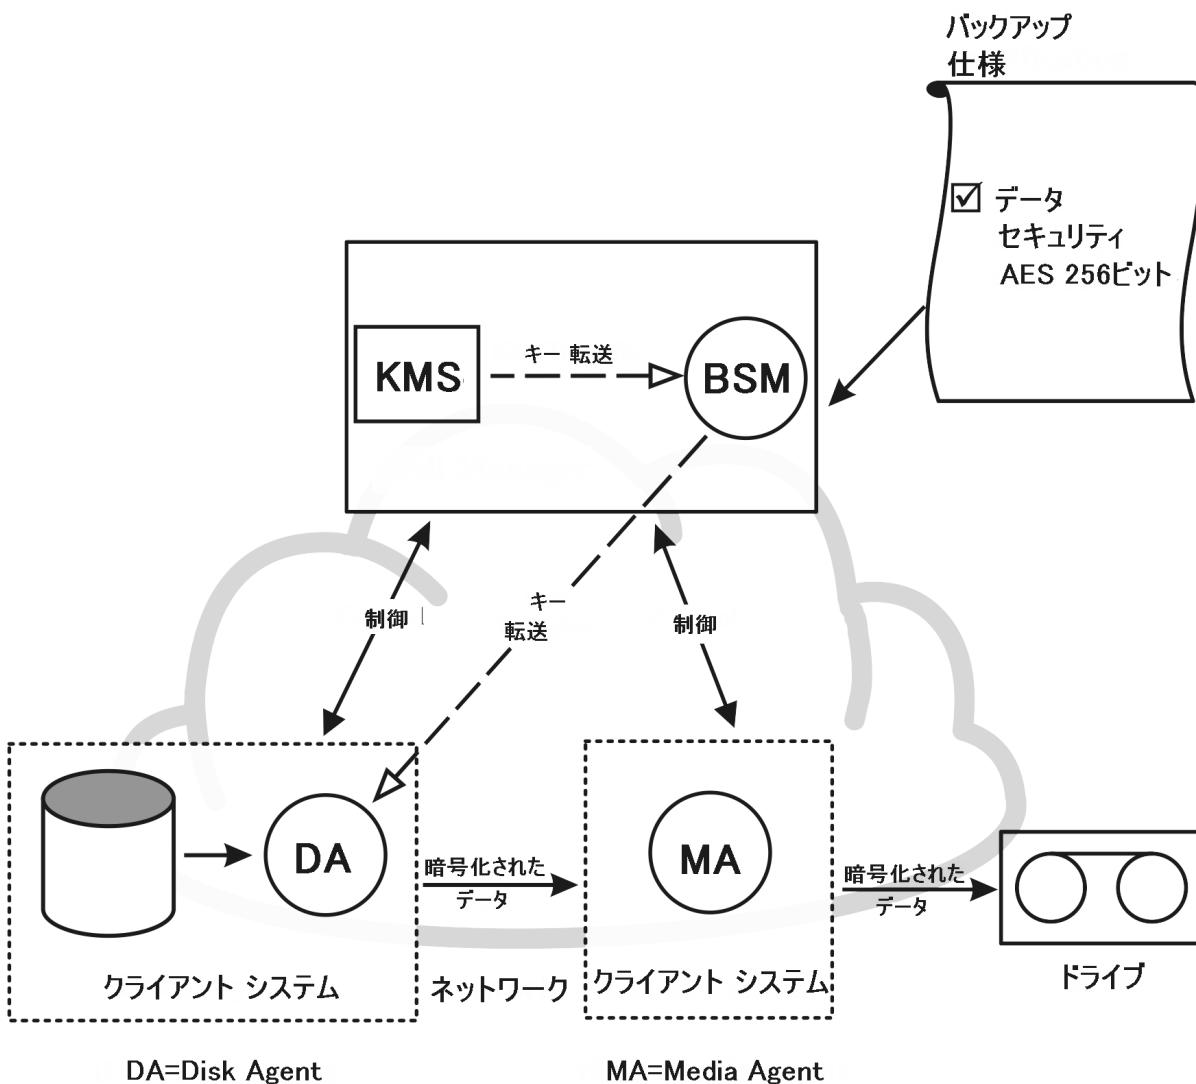 バックアップ
仕様
データ
セキュリティ
AES 256ビット
KMS
キー 転送
BSM
制御
キー
転送
制御
DA
暗号化された
データ
MA
暗号化された
データ
クライアント システム
ネットワーク
クライアント システム
ドライブ
DA=Disk Agent
MA=Media Agent